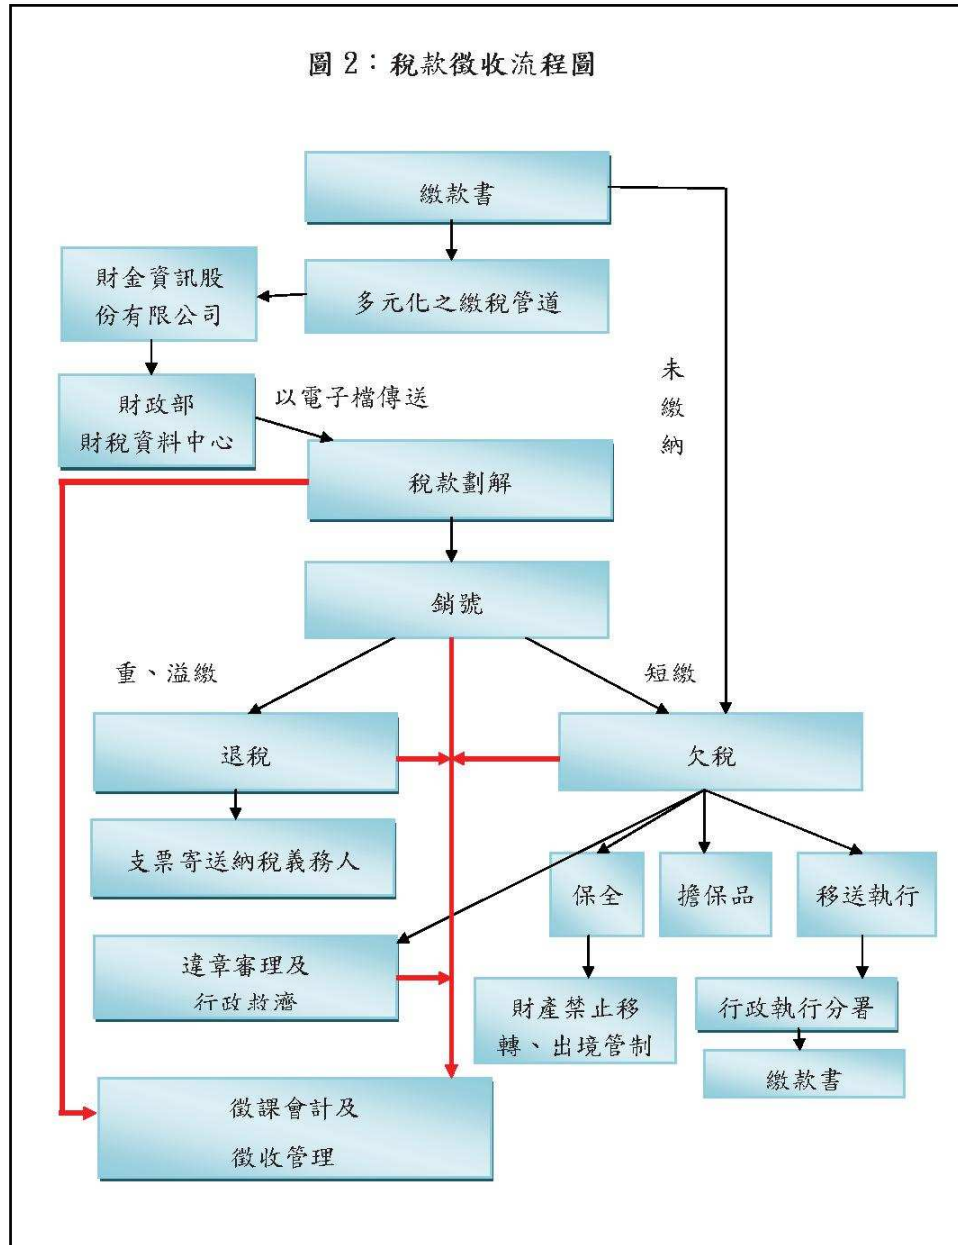 圖 2：稅款徵收流程圖
繳款書
財金資訊股
份有限公司
多元化之繳稅管道
未
繳
納
財政部
財稅資料中心
以電子檔傳送
稅款劃解
銷號
重、溢繳
短繳
退稅
欠稅
支票寄送納稅義務人
保全
擔保品
移送執行
違章審理及
行政救濟
財產禁止移
轉、出境管制
行政執行分署
繳款書
徵課會計及
徵收管理